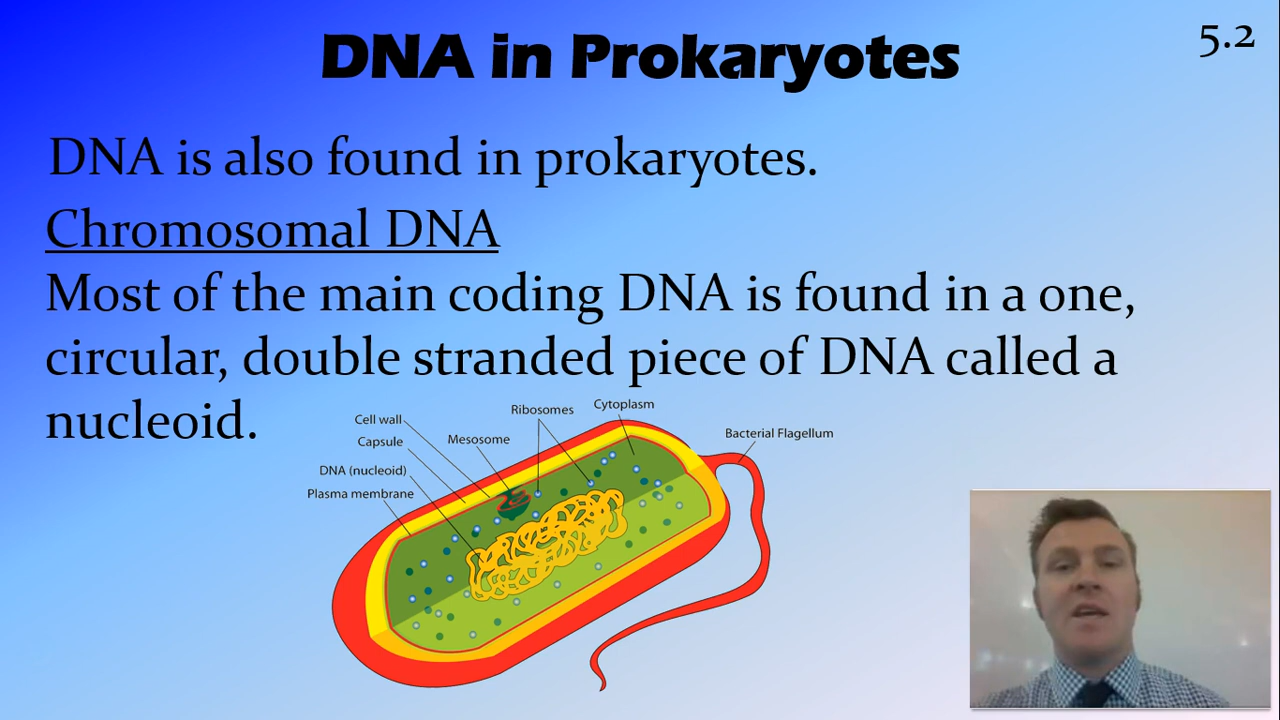 DNA in Prokaryotes
5.2
DNA is also found in prokaryotes.
Chromosomal DNA
Most of the main coding DNA is found in a one,
circular, double stranded piece of DNA called a
nucleoid.
Cell wall
Capsule
DNA (nucleoid)
Plasma membrane
Mesosome
Ribosomes
Cytoplasm
Bacterial Flagellum